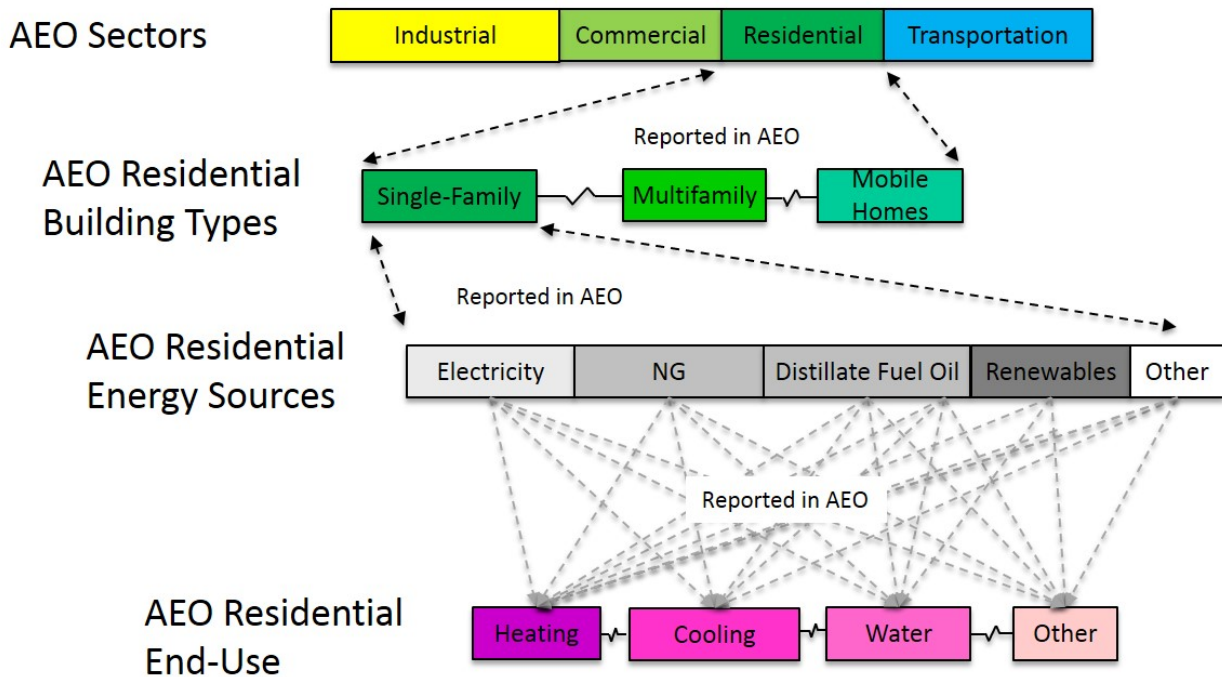 AEO Sectors
Industrial
Commercial
Residential
Transportation
Reported in AEO
AEO Residential
Building Types
Single-Family
Multifamily
Mobile
Homes
Reported in AEO
AEO Residential
Energy Sources
Electricity
NG
Distillate Fuel Oil
Renewables
Other
Reported in AEO
AEO Residential
End-Use
Heating
Cooling
Water
Other